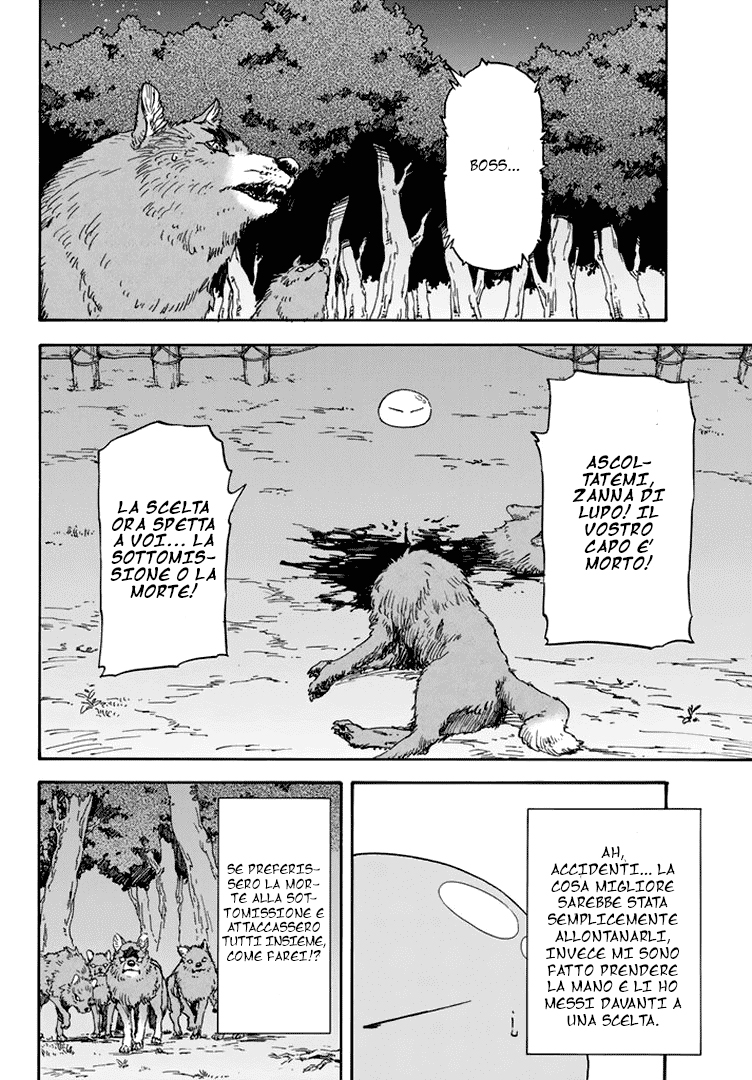 BOSS...
ASCOL-
TATEMI,
ZANNA DI
LUPO! IL
VOSTRO
CAPO E'
MORTO!
LA SCELTA
ORA SPETTA
A VOI... LA
SOTTOMIS-
SIONE O LA
MORTE!
AH,
ACCIDENTI... LA
COSA MIGLIORE
SAREBBE STATA
SEMPLICEMENTE
ALLONTANARLI,
INVECE MI SONO
FATTO PRENDERE
LA MANO E LI HO
MESSI DAVANTI A
UNA SCELTA.
SE PREFERIS-
SERO LA MOR-
TE ALLA SOT-
TOMISSIONE E
ATTACCASSERO
TUTTI INSIEME,
COME FAREI!?